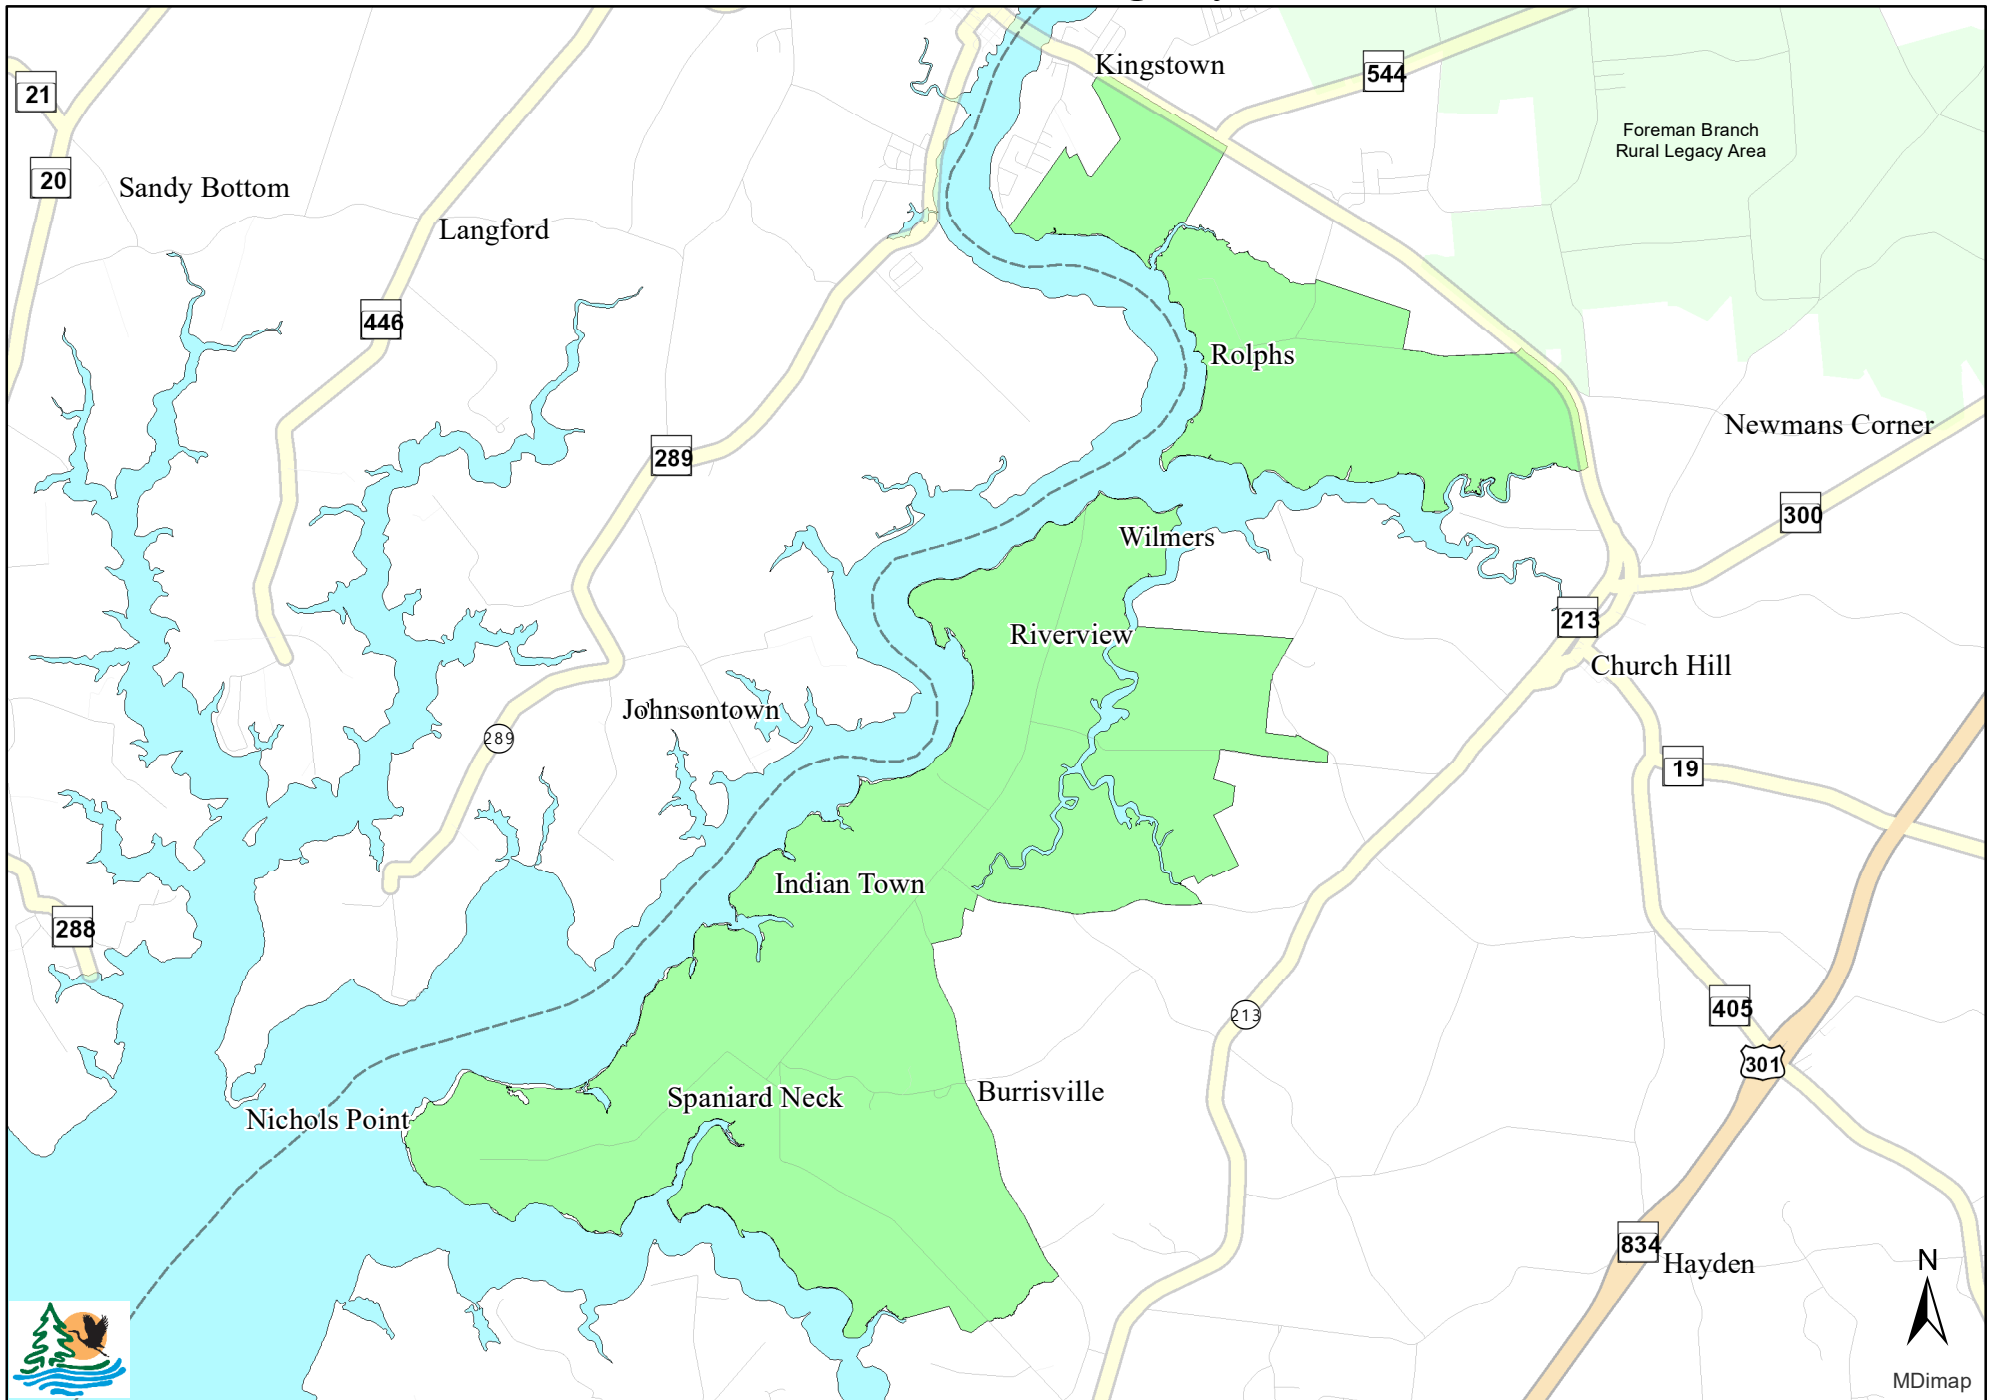 Kingstown
544
21
Foreman Branch
Rural Legacy Area
20
Sandy Bottom
Langford
446
Rolphs
Newmans Corner
289
300
Wilmers
213
Riverview
Church Hill
Johnsontown
289
19
Indian Town
288
405
213
301
Burrisville
Spaniard Neck
Nichols Point
834
Hayden
N
MDimap